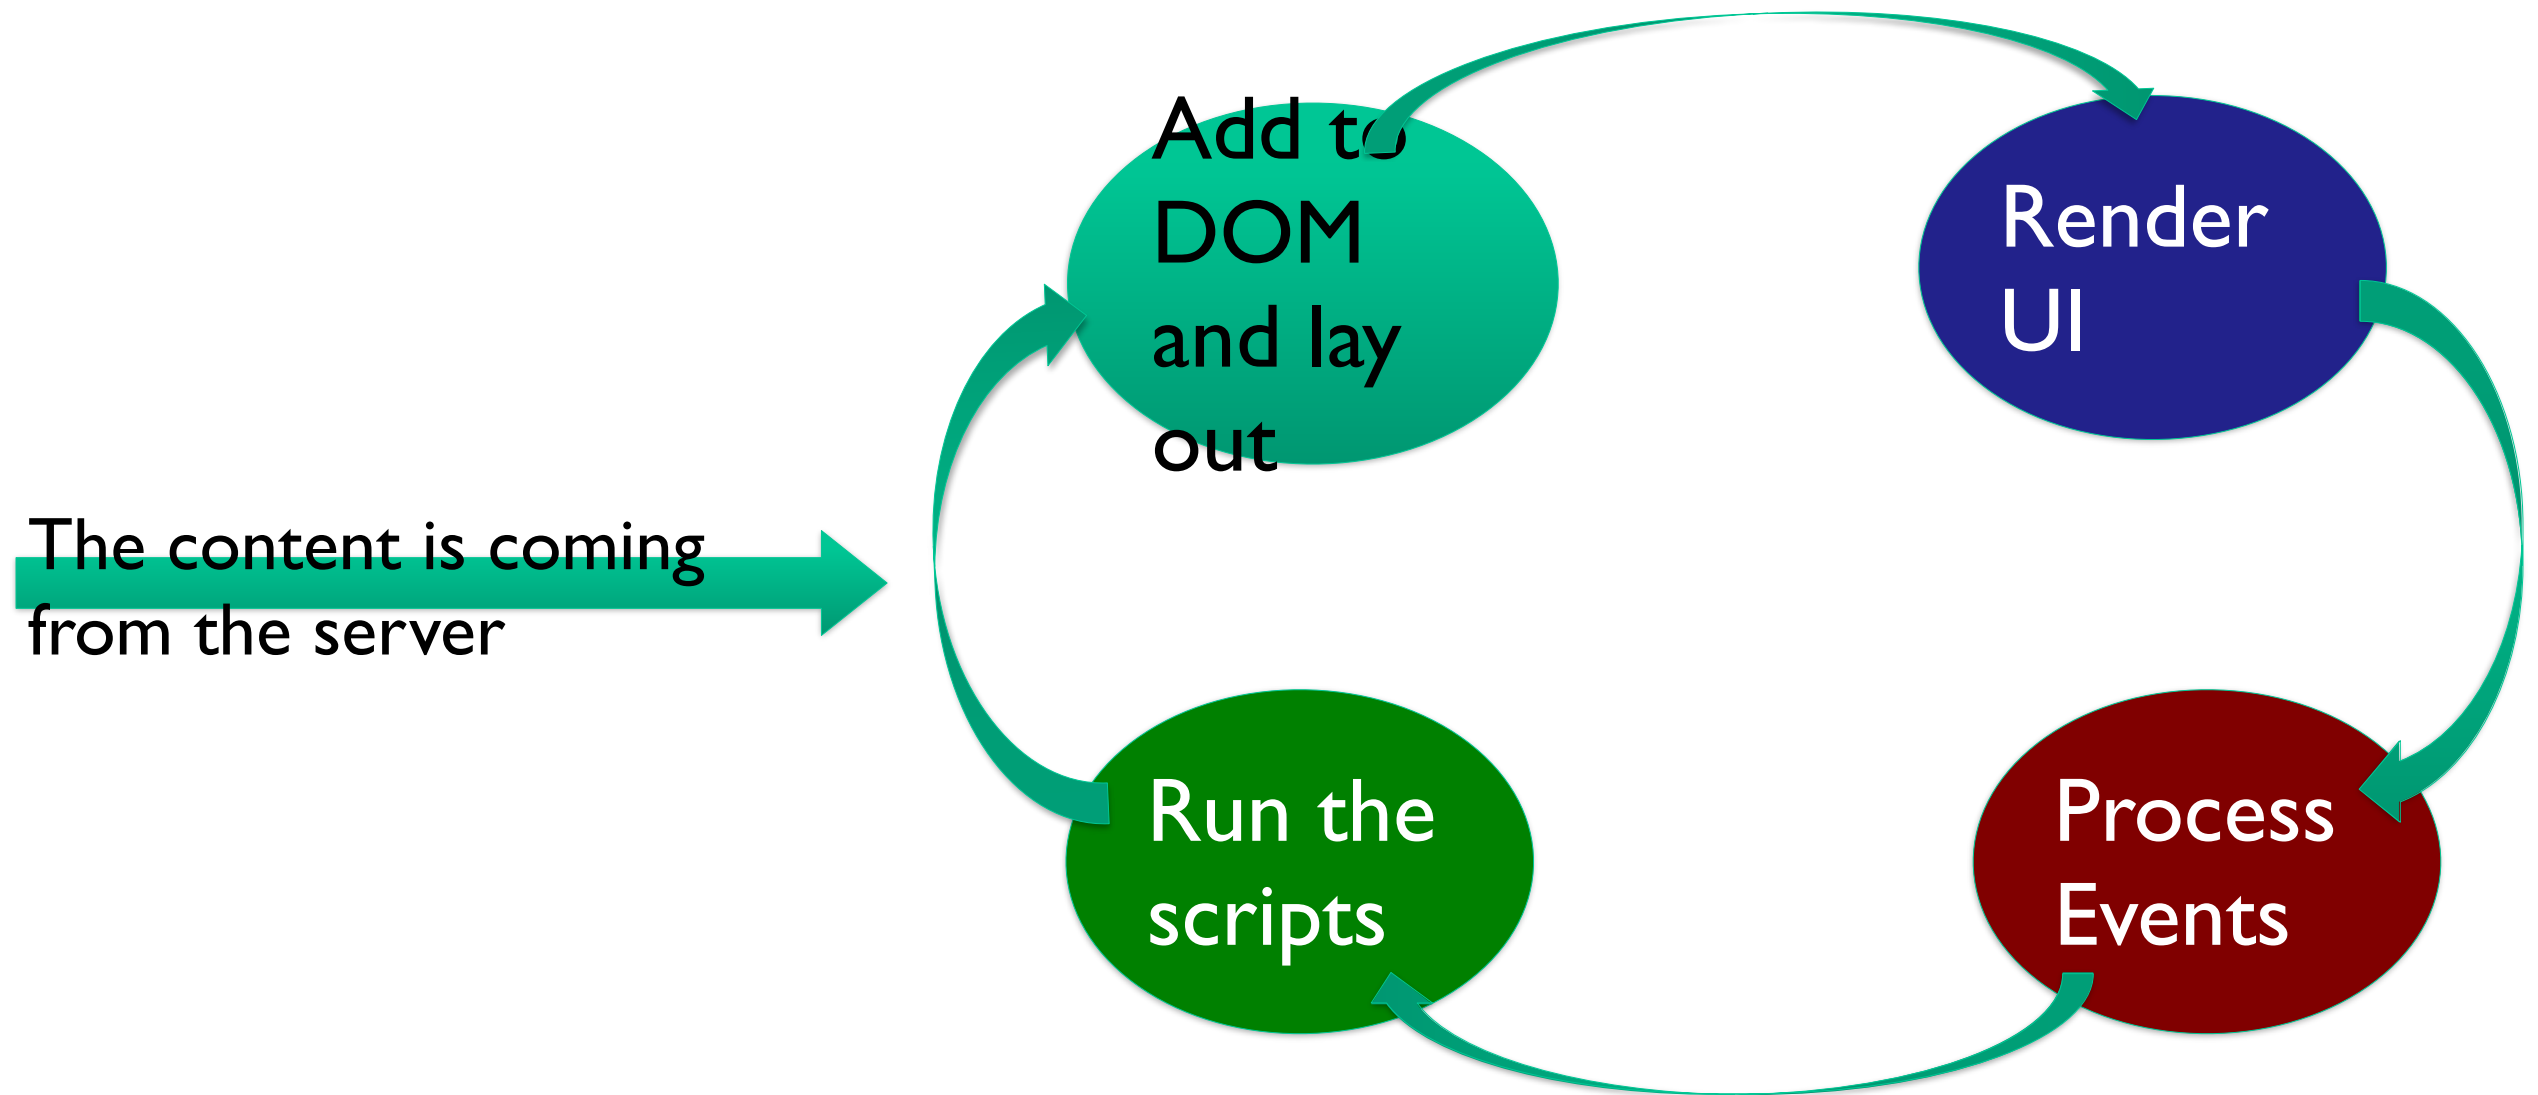 The content is coming
from the server
Add to
DOM
and lay
out
Render
UI
Run the
scripts
Process
Events